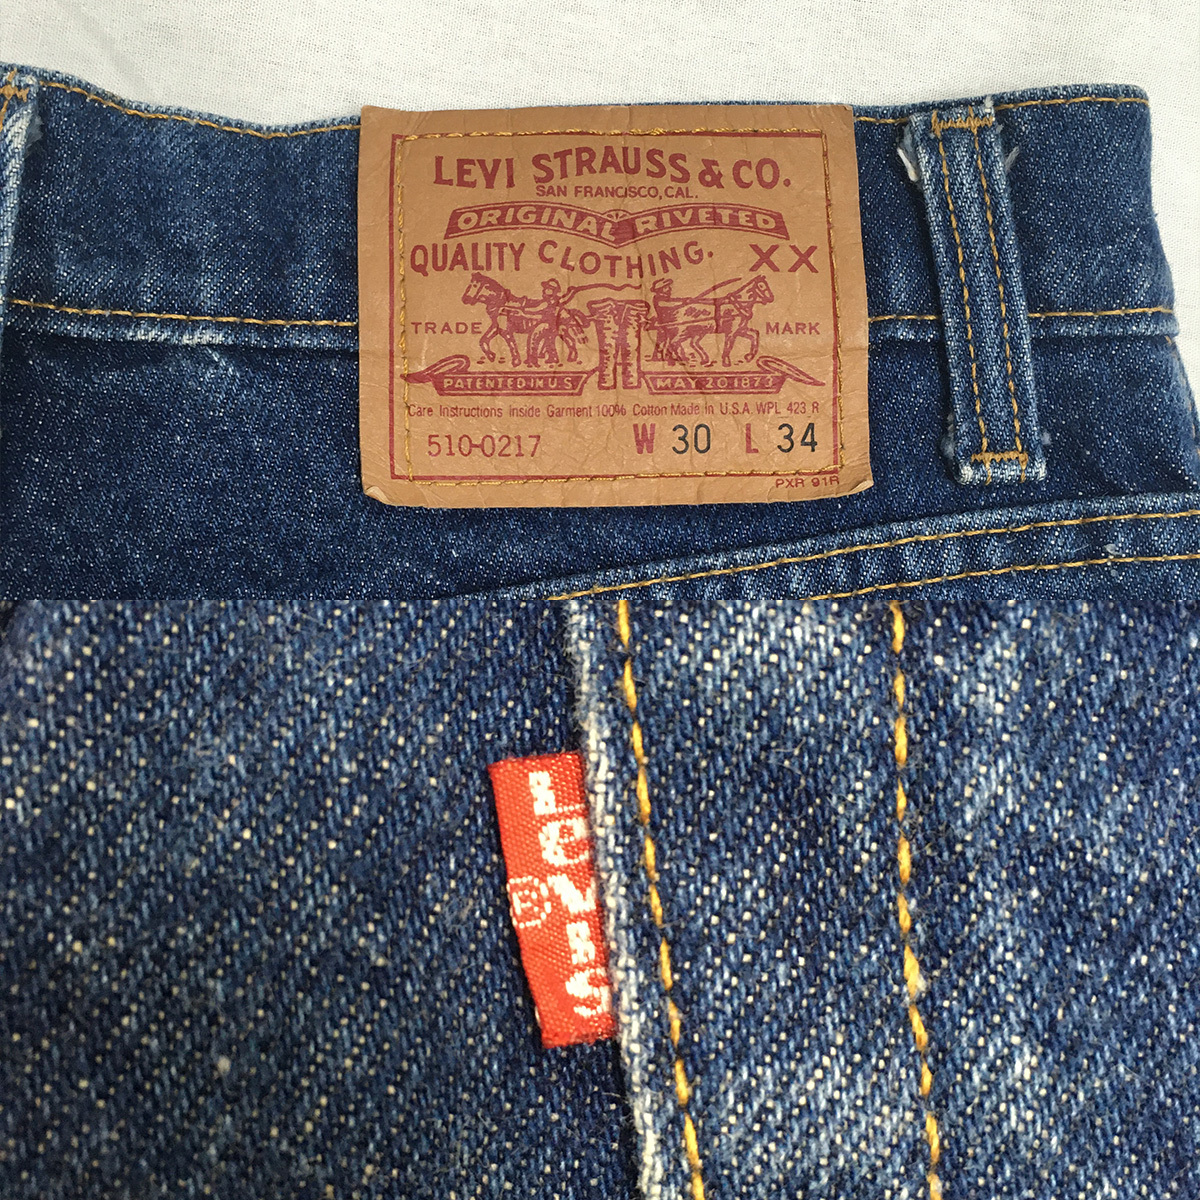 LEVI STRAUSS & CO.
SAN FRANCISCO, CAL.
ORIGINAL RIVETED
QUALITY CLOTHING. XX
TRADE MARK
PATENTED IN U.S. MAY 20 1873
Care Instructions Inside Garment 100% Cotton Made in U.S.A. WPL 423 R
510-0217 W 30 L 34
PXR 91R
LEVI'S
®